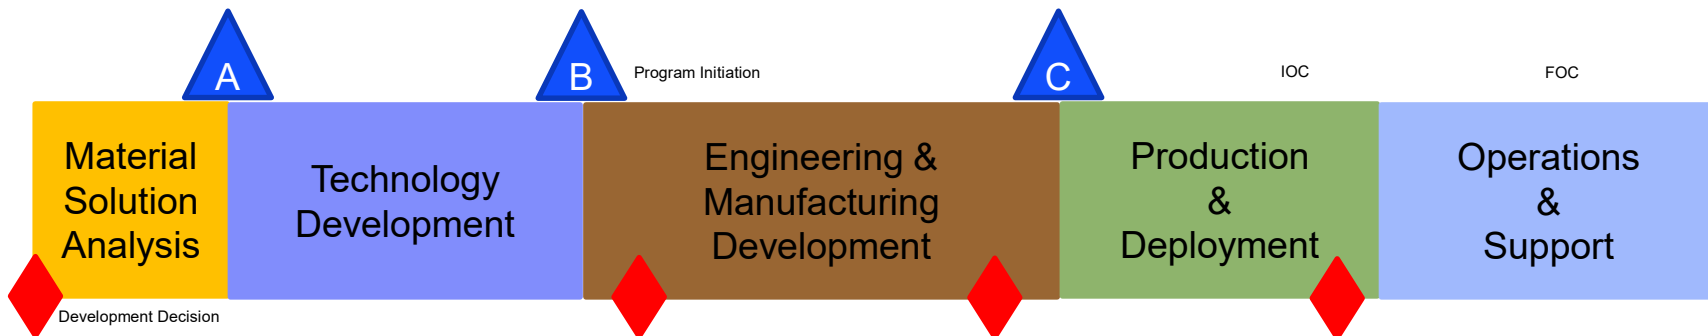 A
B
Program Initiation
C
IOC
FOC
Material
Solution
Analysis
Technology
Development
Engineering &
Manufacturing
Development
Production
&
Deployment
Operations
&
Support
Development Decision